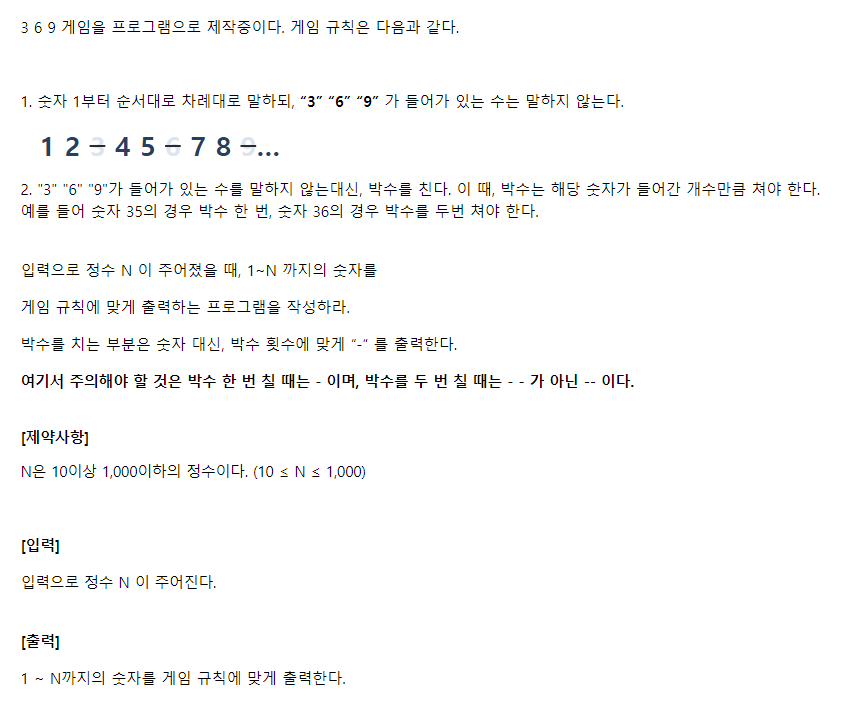 3 6 9 게임을 프로그램으로 제작중이다. 게임 규칙은 다음과 같다.
1. 숫자 1부터 순서대로 차례대로 말하되, “3” “6” “9” 가 들어가 있는 수는 말하지 않는다.
1 2 3 4 5 6 7 8 9...
2. "3" "6" "9"가 들어가 있는 수를 말하지 않는대신, 박수를 친다. 이 때, 박수는 해당 숫자가 들어간 개수만큼 쳐야 한다.
예를 들어 숫자 35의 경우 박수 한 번, 숫자 36의 경우 박수를 두번 쳐야 한다.
입력으로 정수 N 이 주어졌을 때, 1~N 까지의 숫자를
게임 규칙에 맞게 출력하는 프로그램을 작성하라.
박수를 치는 부분은 숫자 대신, 박수 횟수에 맞게 “-“ 를 출력한다.
여기서 주의해야 할 것은 박수 한 번 칠 때는 - 이며, 박수를 두 번 칠 때는 - - 가 아닌 -- 이다.
[제약사항]
N은 10이상 1,000이하의 정수이다. (10 ≤ N ≤ 1,000)
[입력]
입력으로 정수 N 이 주어진다.
[출력]
1 ~ N까지의 숫자를 게임 규칙에 맞게 출력한다.